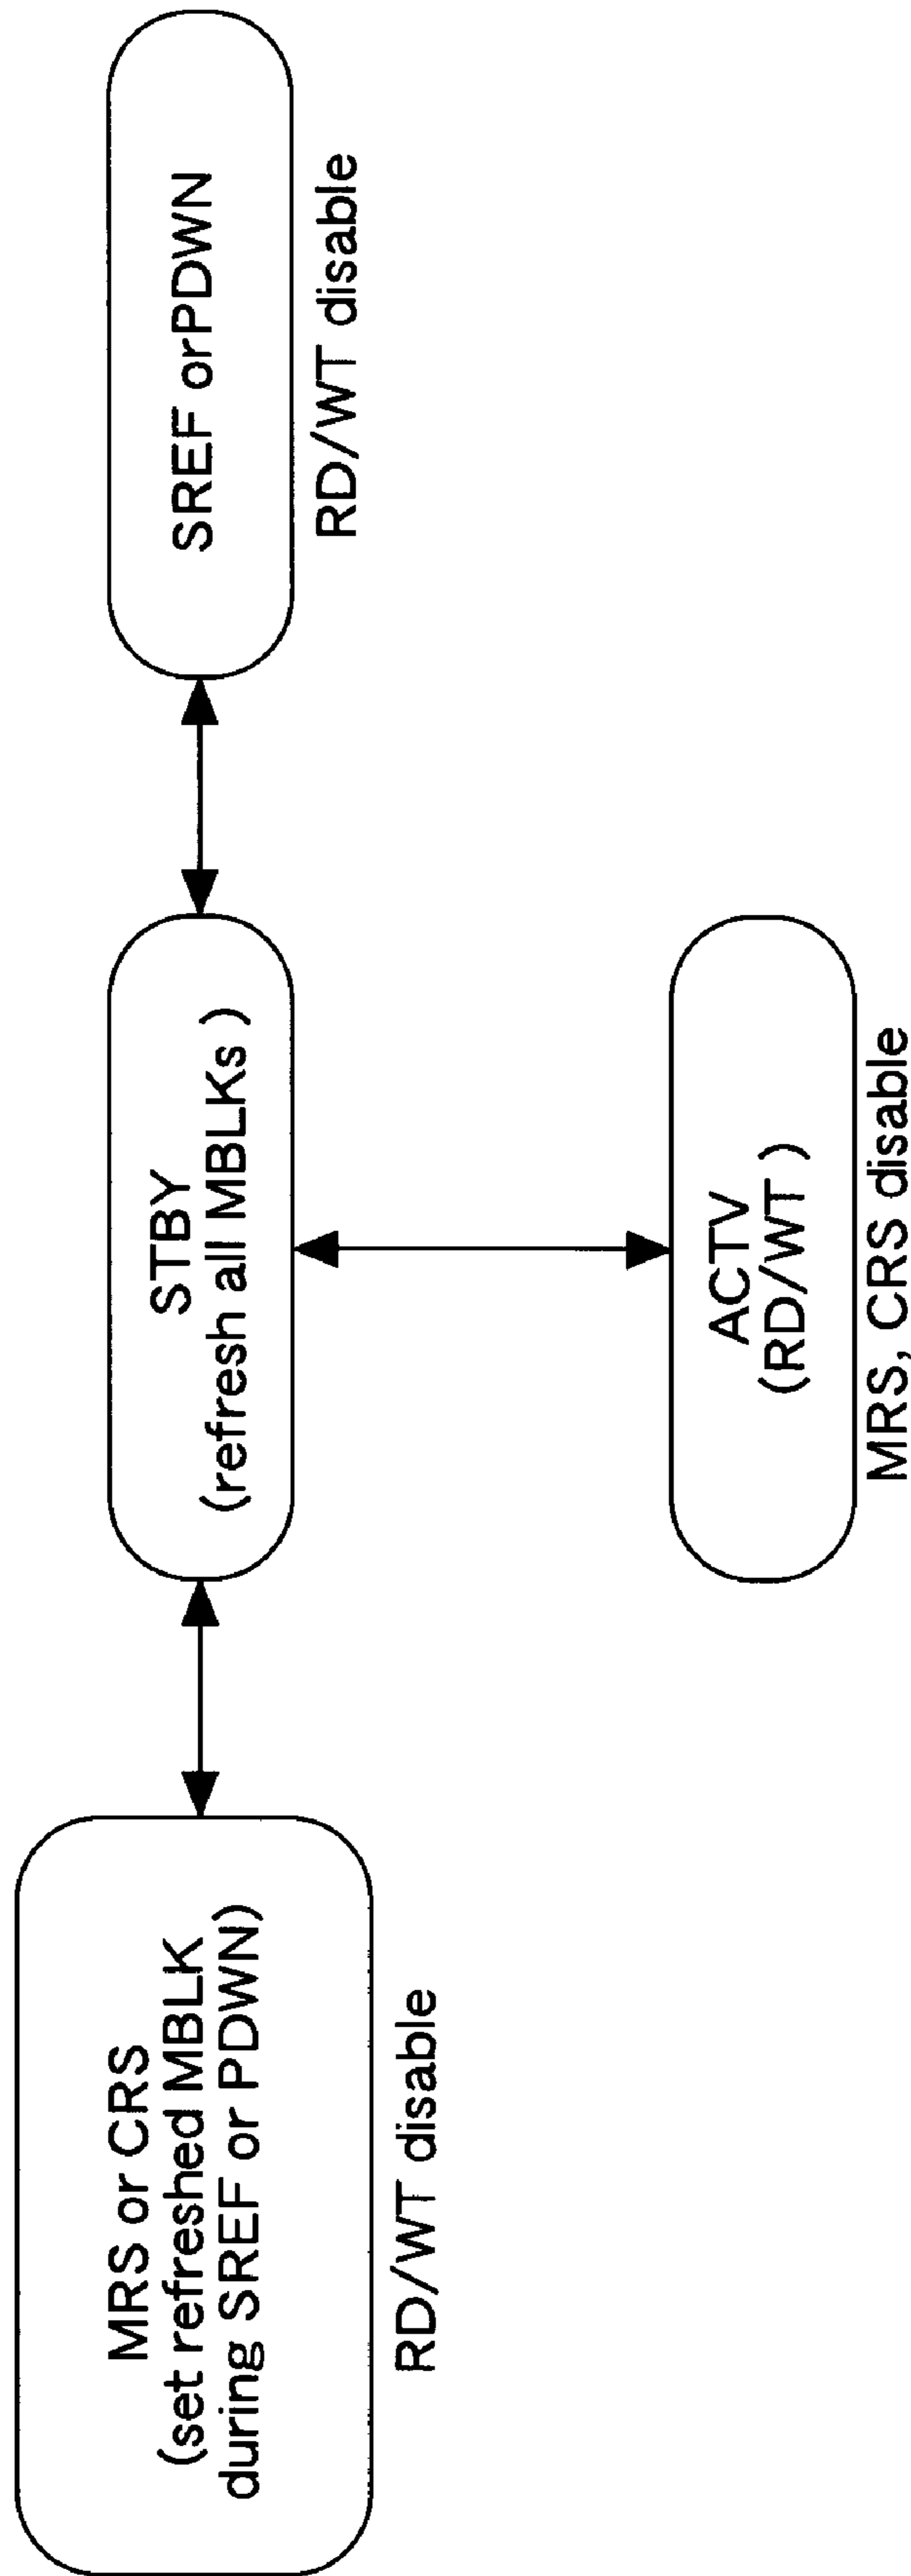 MRS or CRS
(set refreshed MBLK
during SREF or PDWN)
RD/WT disable
STBY
(refresh all MBLKs )
ACTV
(RD/WT )
MRS, CRS disable
SREF orPDWN
RD/WT disable